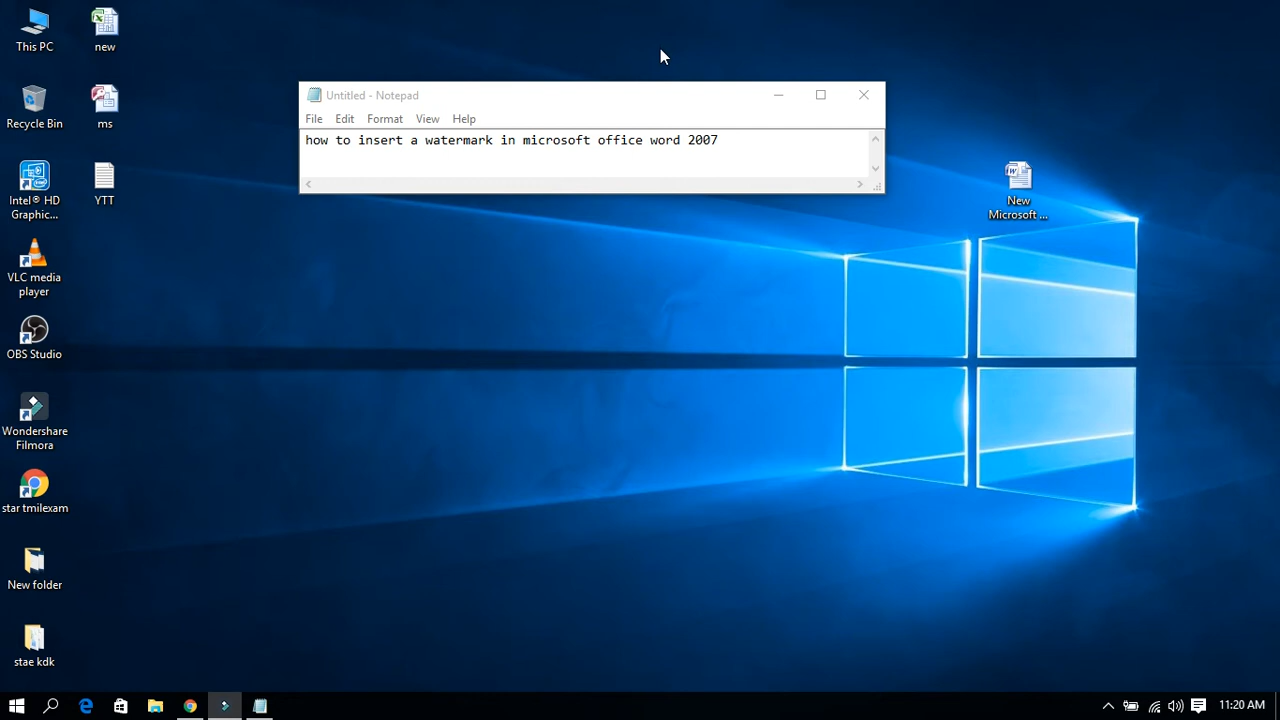 This PC
new
Recycle Bin
ms
Intel® HD
Graphic...
YTT
VLC media
player
OBS Studio
Wondershare
Filmora
star tmilexam
New folder
stae kdk
Untitled - Notepad
File Edit Format View Help
how to insert a watermark in microsoft office word 2007
New
Microsoft ...
11:20 AM